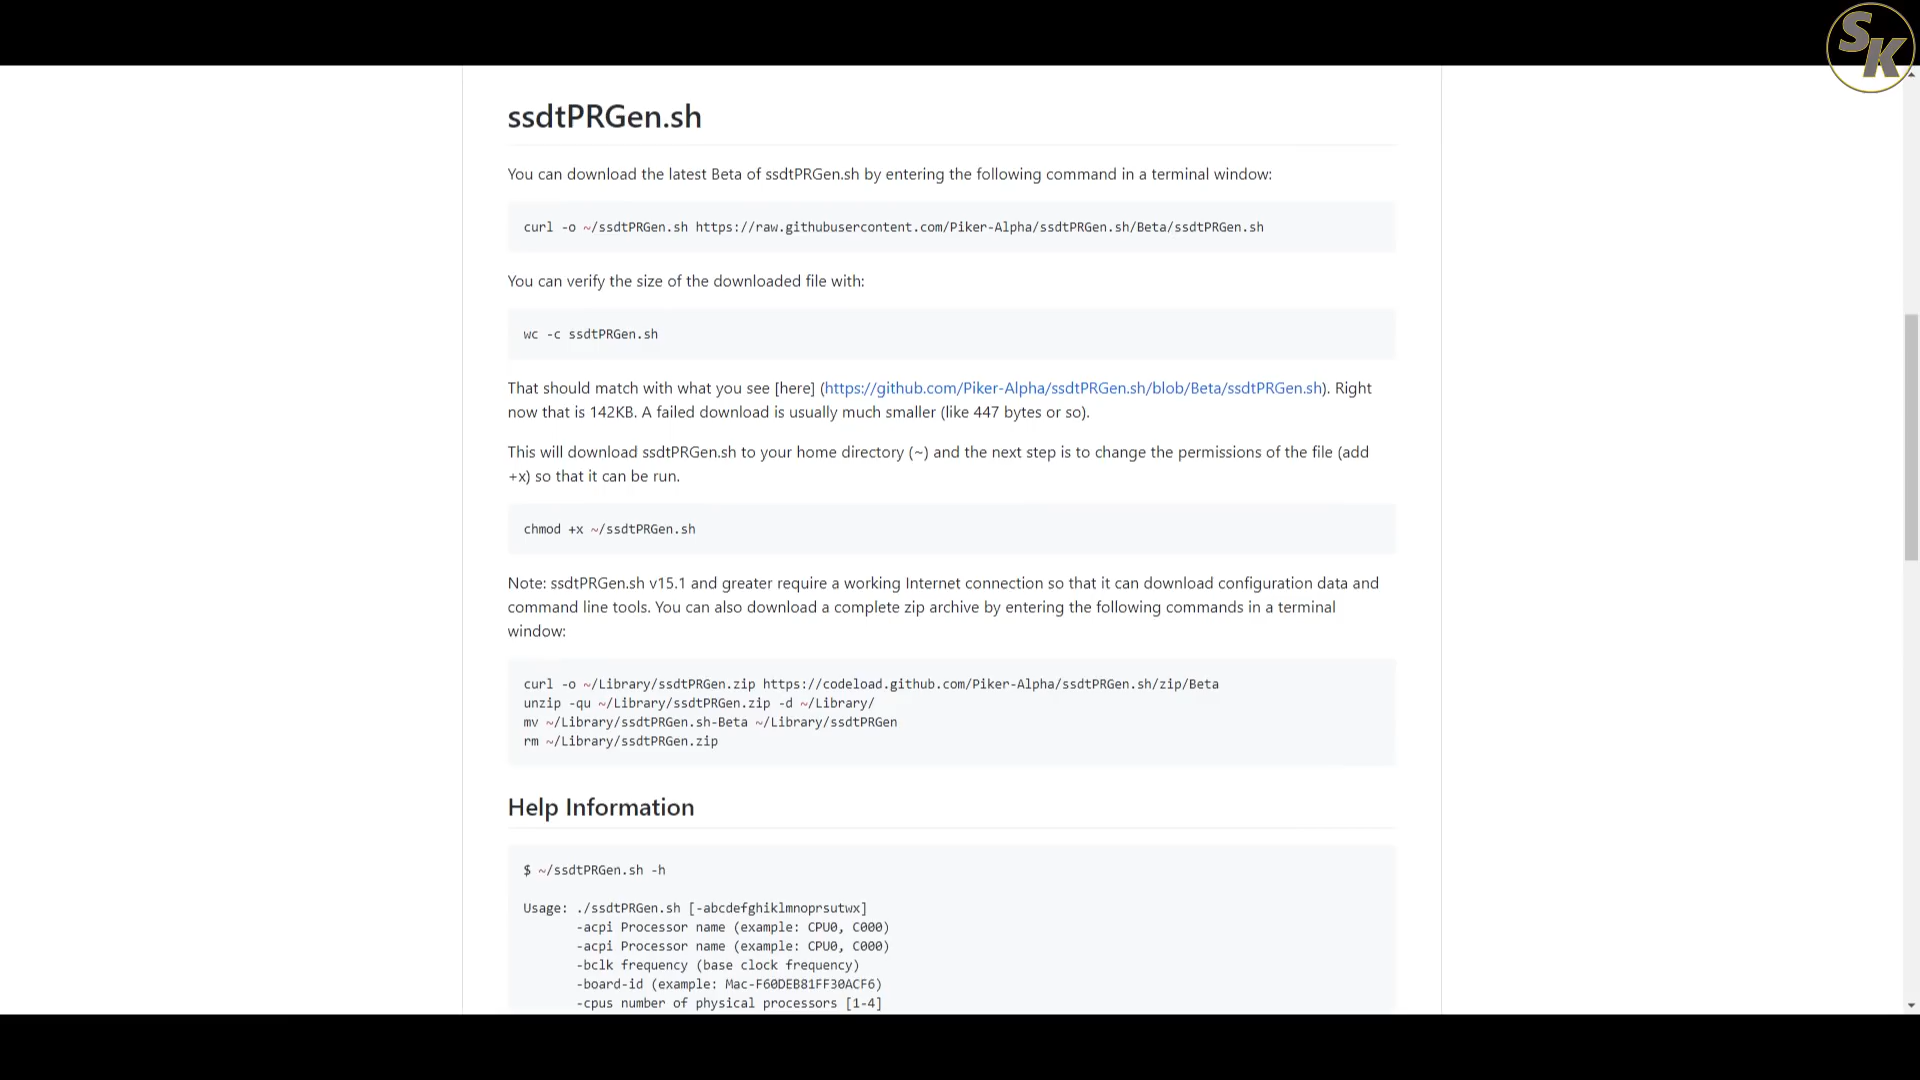 SK
ssdtPRGen.sh
You can download the latest Beta of ssdtPRGen.sh by entering the following command in a terminal window:
curl -o ~/ssdtPRGen.sh https://raw.githubusercontent.com/Piker-Alpha/ssdtPRGen.sh/Beta/ssdtPRGen.sh
You can verify the size of the downloaded file with:
wc -c ssdtPRGen.sh
That should match with what you see [here] (https://github.com/Piker-Alpha/ssdtPRGen.sh/blob/Beta/ssdtPRGen.sh). Right
now that is 142KB. A failed download is usually much smaller (like 447 bytes or so).
This will download ssdtPRGen.sh to your home directory (~) and the next step is to change the permissions of the file (add
+x) so that it can be run.
chmod +x ~/ssdtPRGen.sh
Note: ssdtPRGen.sh v15.1 and greater require a working Internet connection so that it can download configuration data and
command line tools. You can also download a complete zip archive by entering the following commands in a terminal
window:
curl -o ~/Library/ssdtPRGen.zip https://codeload.github.com/Piker-Alpha/ssdtPRGen.sh/zip/Beta
unzip -qu ~/Library/ssdtPRGen.zip -d ~/Library/
mv ~/Library/ssdtPRGen.sh-Beta ~/Library/ssdtPRGen
rm ~/Library/ssdtPRGen.zip
Help Information
$ ~/ssdtPRGen.sh -h
Usage: ./ssdtPRGen.sh [-abcdefghiklmnoprsutwx]
-acpi Processor name (example: CPU0, C000)
-acpi Processor name (example: CPU0, C000)
-bclk frequency (base clock frequency)
-board-id (example: Mac-F60DEB81FF30ACF6)
-cpus number of physical processors [1-4]